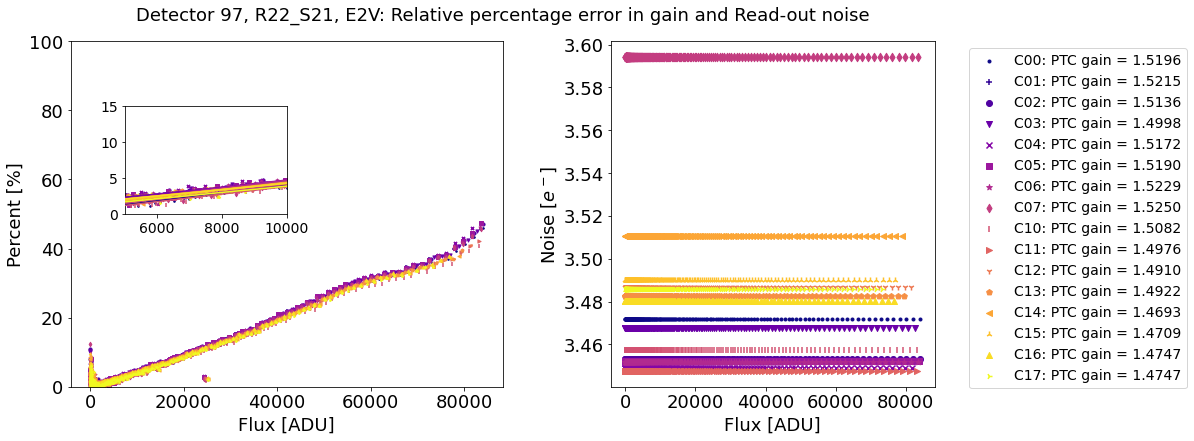 Detector 97, R22_S21, E2V: Relative percentage error in gain and Read-out noise
100
80
60
40
20
0
Percent [%]
0
20000
40000
60000
80000
Flux [ADU]
15
10
5
0
6000
8000
10000
3.60
3.58
3.56
3.54
3.52
3.50
3.48
3.46
Noise [e⁻]
0
20000
40000
60000
80000
Flux [ADU]
C00: PTC gain = 1.5196
C01: PTC gain = 1.5215
C02: PTC gain = 1.5136
C03: PTC gain = 1.4998
C04: PTC gain = 1.5172
C05: PTC gain = 1.5190
C06: PTC gain = 1.5229
C07: PTC gain = 1.5250
C10: PTC gain = 1.5082
C11: PTC gain = 1.4976
C12: PTC gain = 1.4910
C13: PTC gain = 1.4922
C14: PTC gain = 1.4693
C15: PTC gain = 1.4709
C16: PTC gain = 1.4747
C17: PTC gain = 1.4747